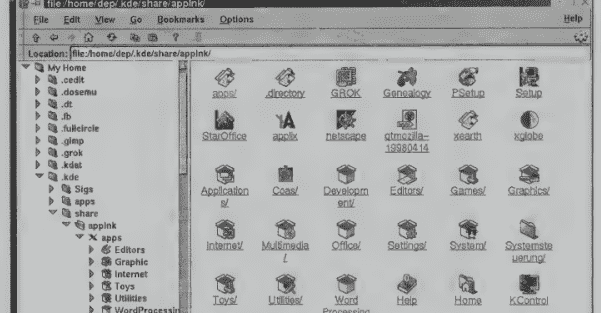 file:/home/dep/.kde/share/applnk/
File Edit View Go Bookmarks Options Help
Location: file:/home/dep/.kde/share/applnk/
My Home
.cedit
.dosemu
.dt
.fb
.fullcircle
.gimp
.grok
.kdat
.kde
Sigs
apps
share
applnk
apps
Editors
Graphic
Internet
Toys
Utilities
WordProcessin
apps/ .directory GROK Genealogy PSetup Setup
StarOffice applix netscape qtmozilla-
19980414 xearth xglobe
Application
s/ Coas/ Developm
ent/ Editors/ Games/ Graphics/
Internet/ Multimedia
/ Office/ Settings/ System/ Systemste
uerung/
Toys/ Utilities/ Word
Processing Help Home KControl